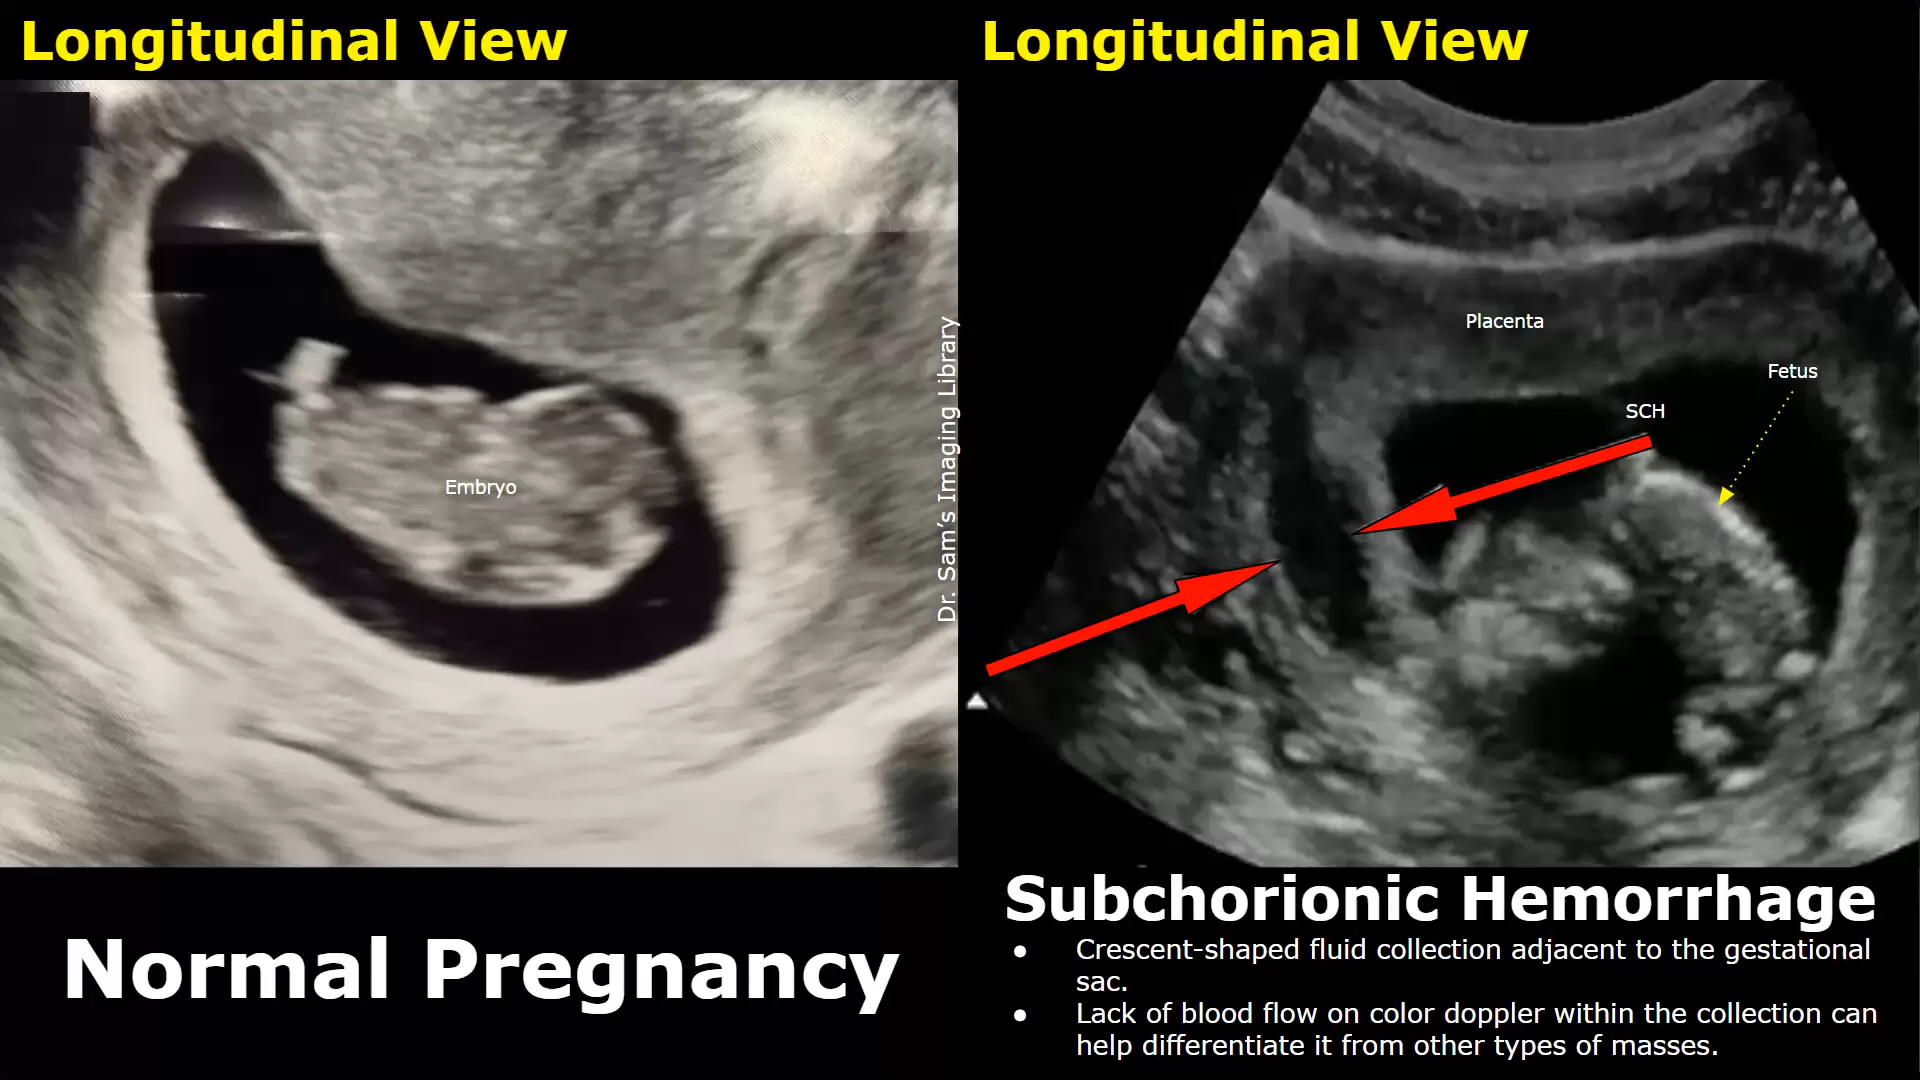 Longitudinal View
Embryo
Normal Pregnancy
Dr. Sam’s Imaging Library
Longitudinal View
Placenta
Fetus
SCH
Subchorionic Hemorrhage
● Crescent-shaped fluid collection adjacent to the gestational
sac.
● Lack of blood flow on color doppler within the collection can
help differentiate it from other types of masses.